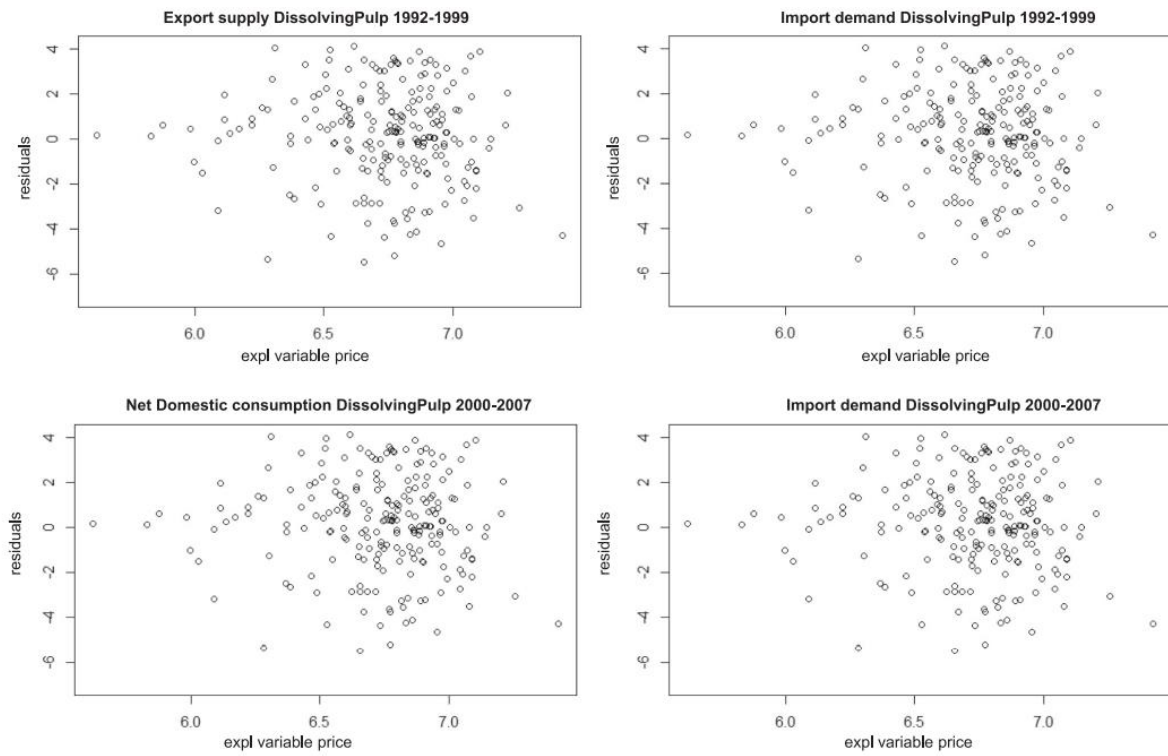 Export supply DissolvingPulp 1992-1999
4
2
0
-2
-4
-6
residuals
6.0 6.5 7.0
expl variable price
Import demand DissolvingPulp 1992-1999
4
2
0
-2
-4
-6
residuals
6.0 6.5 7.0
expl variable price
Net Domestic consumption DissolvingPulp 2000-2007
4
2
0
-2
-4
-6
residuals
6.0 6.5 7.0
expl variable price
Import demand DissolvingPulp 2000-2007
4
2
0
-2
-4
-6
residuals
6.0 6.5 7.0
expl variable price